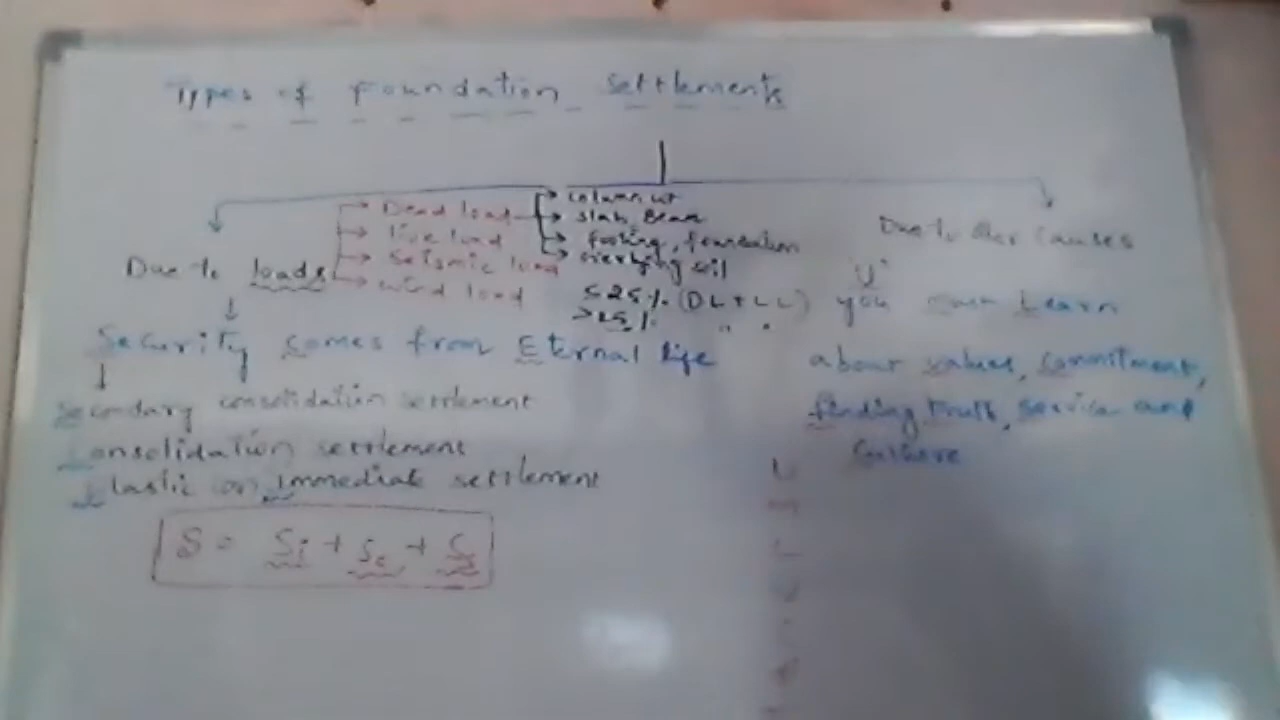 Types of Foundation Settlements
Dead load
live load
Seismic load
wind load
column wt
slab, Beam
footing, foundation
overlying soil
Due to loads
≤25% (DL+LL)
>25% " "
Due to other causes
Security comes from Eternal life
Secondary consolidation settlement
Consolidation settlement
Elastic (or) immediate settlement
S = Si + Sc + Ss
U
you can Learn
about values, commitment,
finding truth, service and
culture